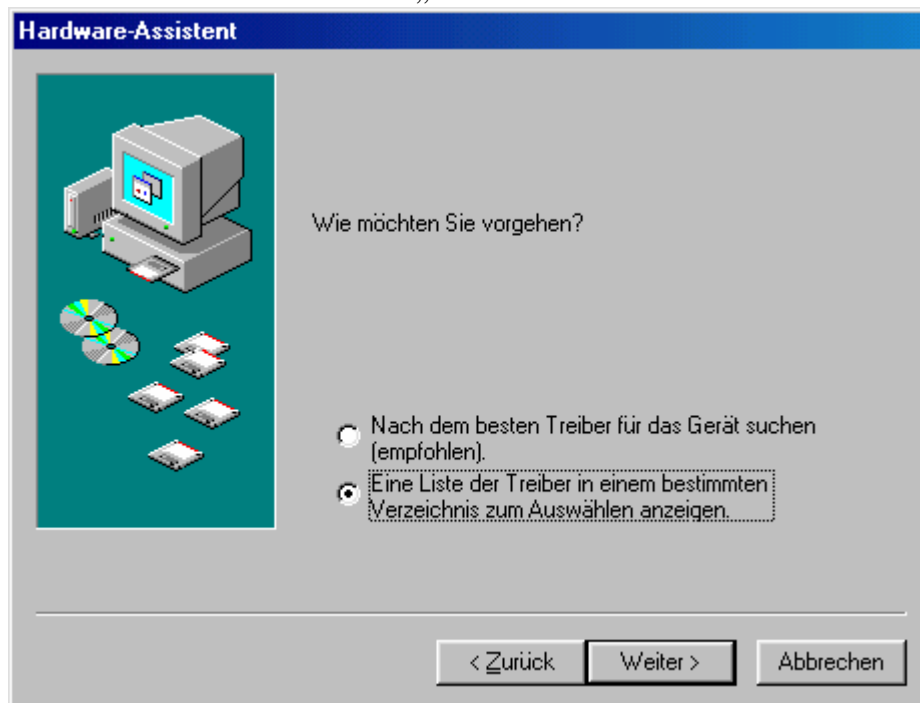 Hardware-Assistent
Wie möchten Sie vorgehen?
Nach dem besten Treiber für das Gerät suchen
(empfohlen).
Eine Liste der Treiber in einem bestimmten
Verzeichnis zum Auswählen anzeigen.
< Zurück
Weiter >
Abbrechen